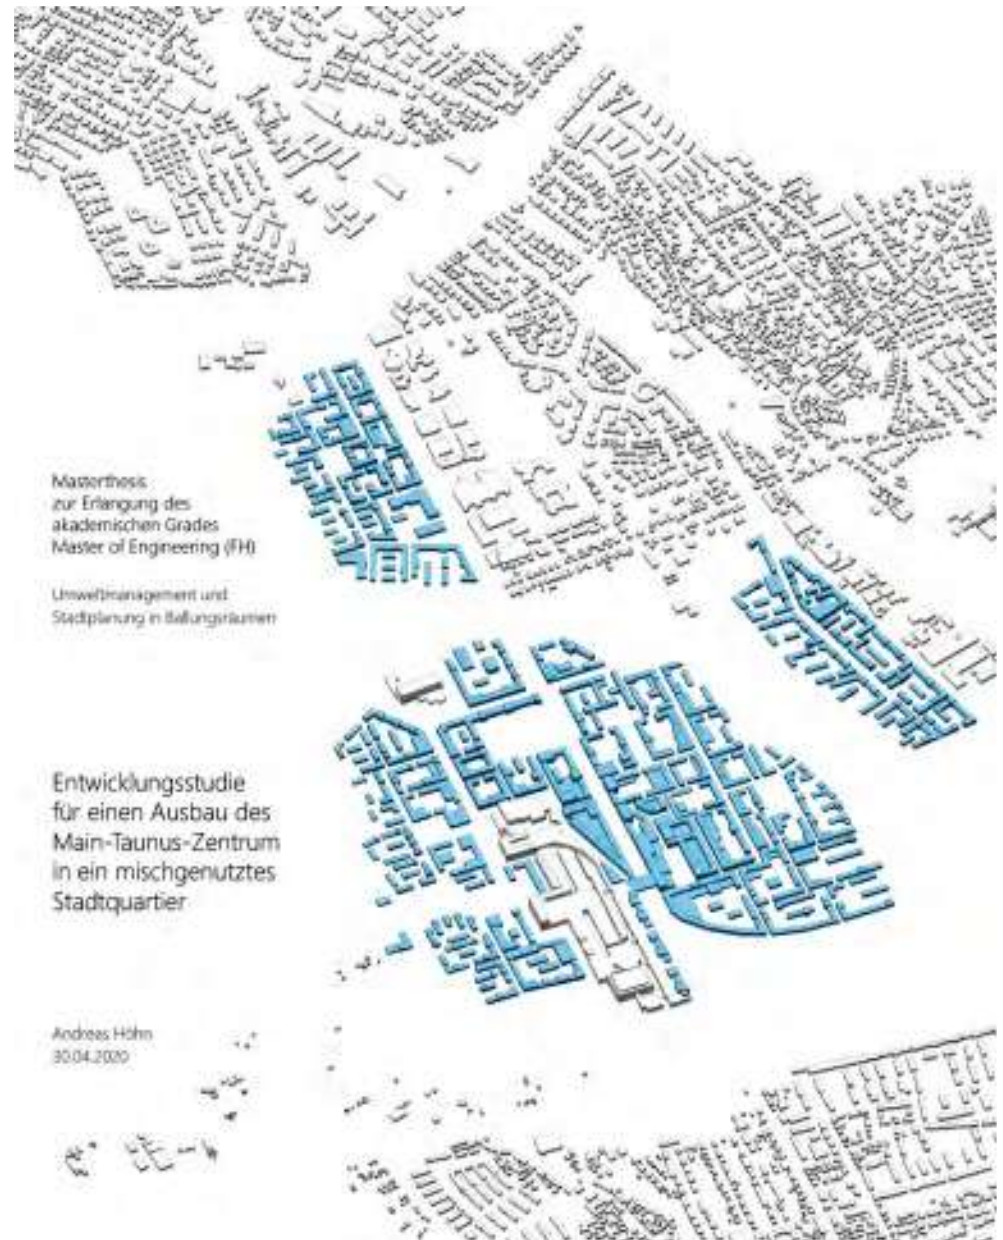 Masterthesis
zur Erlangung des
akademischen Grades
Master of Engineering (FH)
Umweltmanagement und
Stadtplanung in Ballungsräumen
Entwicklungsstudie
für einen Ausbau des
Main-Taunus-Zentrum
in ein mischgenutztes
Stadtquartier
Andreas Höhn
30.04.2020